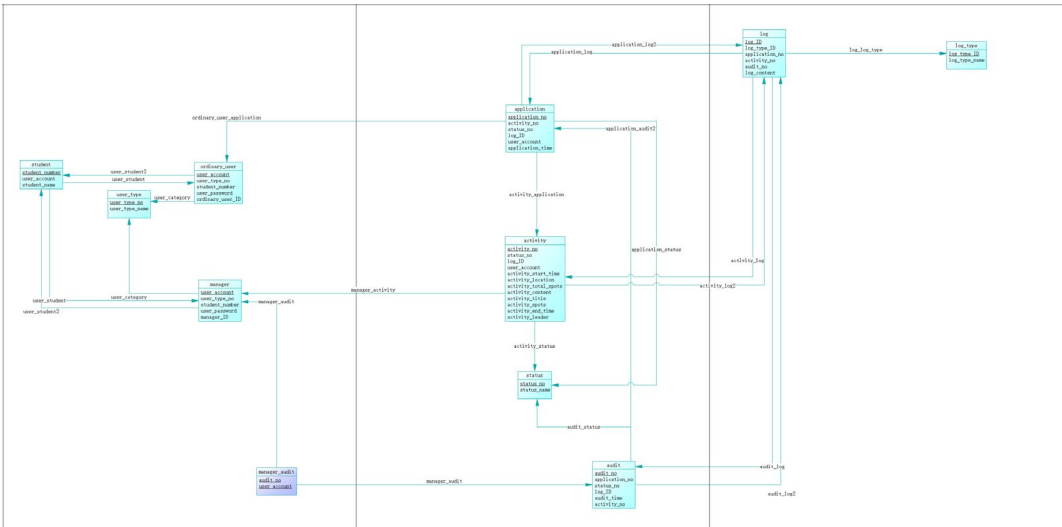 log
log_ID
log_type_ID
application_no
activity_no
audit_no
log_content
application_log2
application_log
log_log_type
log_type
log_type_ID
log_type_name
application
application_no
activity_no
status_no
log_ID
user_account
application_time
ordinary_user_application
application_audit2
student
student_number
user_account
student_name
user_student2
user_student
ordinary_user
user_account
user_type_no
student_number
user_password
ordinary_user_ID
user_type
user_type_no
user_type_name
user_category
activity_application
activity
activity_no
status_no
log_ID
user_account
activity_start_time
activity_location
activity_total_spots
activity_content
activity_title
activity_spots
activity_end_time
activity_leader
application_status
activity_log
activity_log2
manager
user_account
user_type_no
student_number
user_password
manager_ID
user_student
user_category
manager_audit
manager_activity
user_student2
activity_status
status
status_no
status_name
audit_status
manager_audit
audit_no
user_account
manager_audit
audit
audit_no
application_no
status_no
log_ID
audit_time
activity_no
audit_log
audit_log2